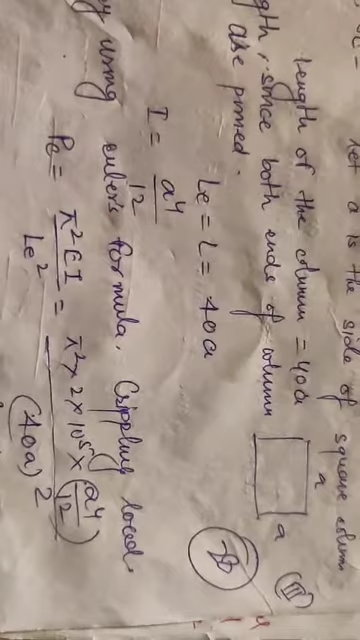 Let a is the side of square column
Length of the column = 40a
since both ends of column
are pinned.
Le = L = 40a
I = a⁴/12
using euler's formula, Crippling load.
Pe = π²EI/Le² = π² × 2 × 10⁵ × (a⁴/12)/(40a)²
a
a